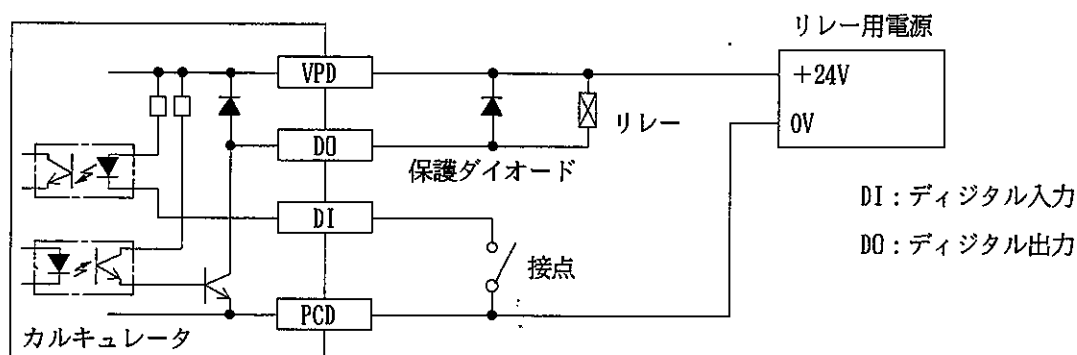 リレー用電源
VPD
+24V
0V
リレー
DO
保護ダイオード
DI:ディジタル入力
DI
DO:ディジタル出力
接点
PCD
カルキュレータ